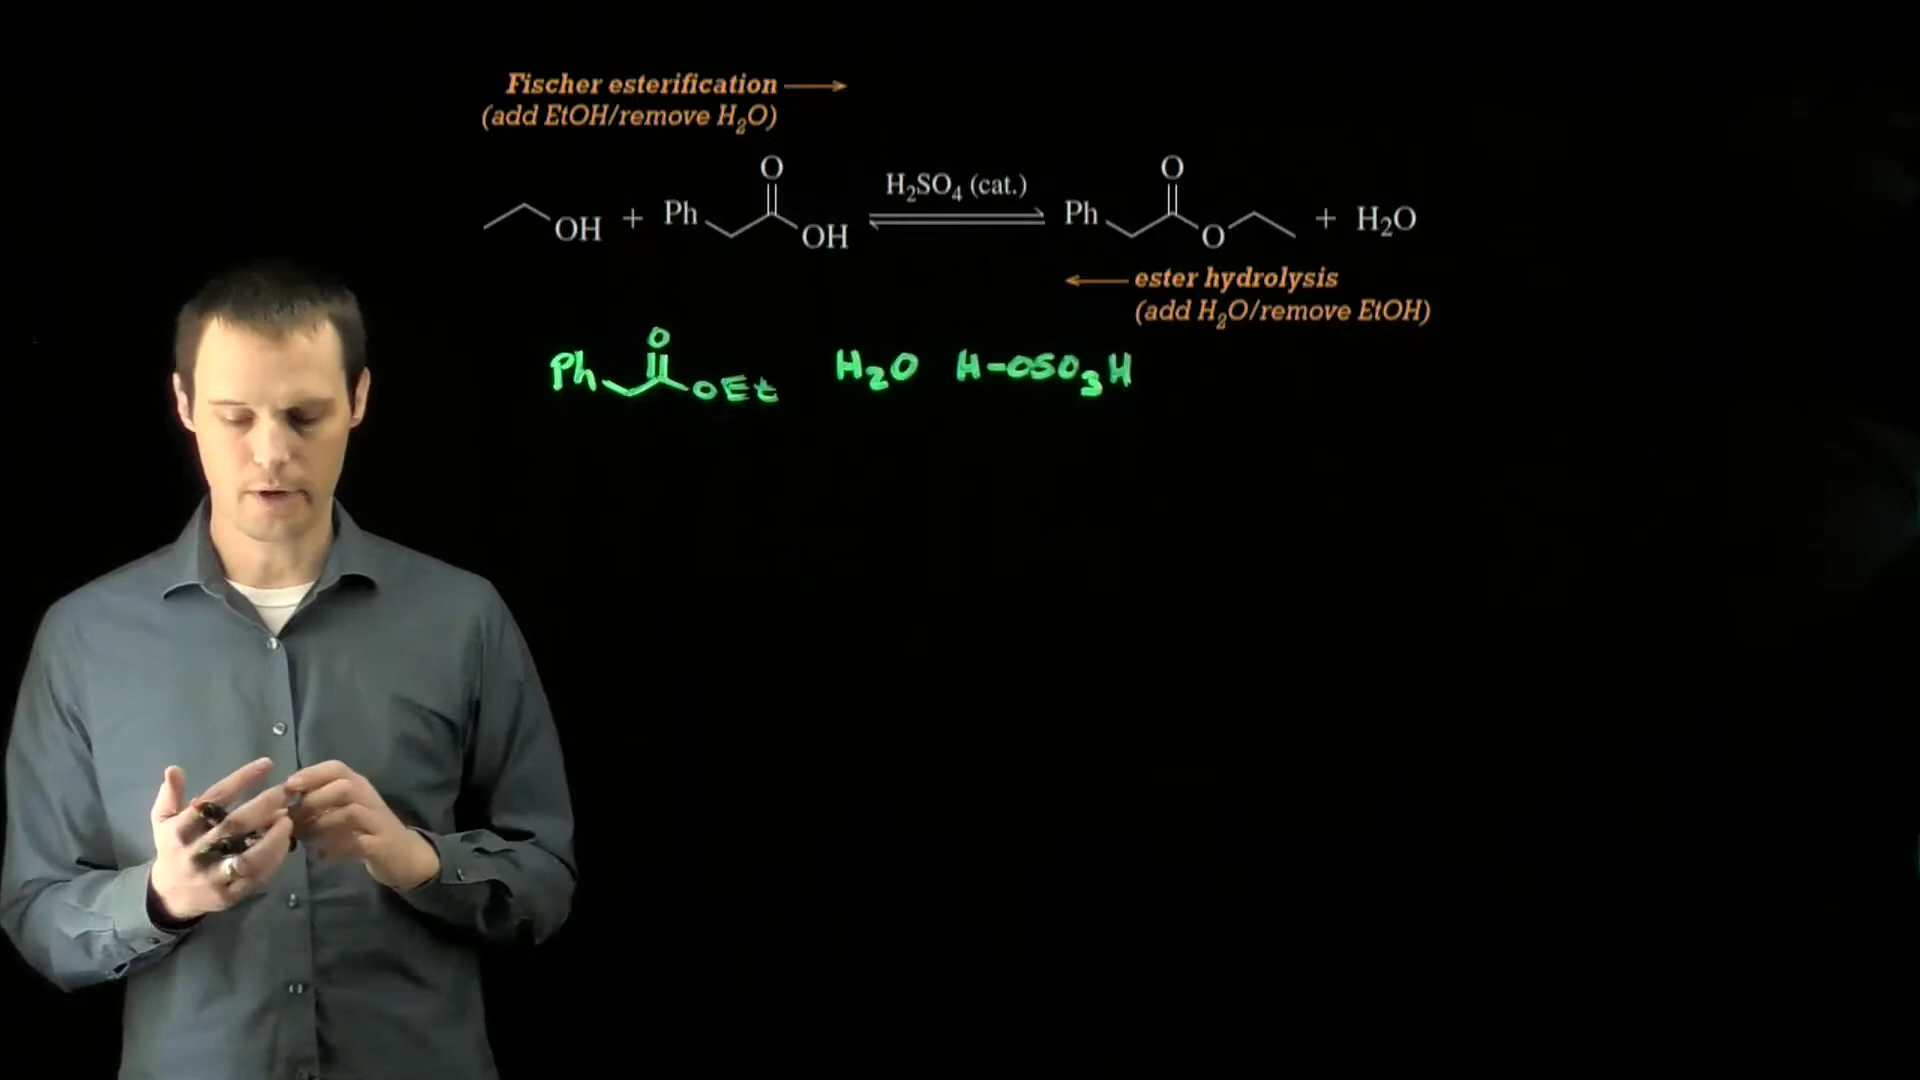 Fischer esterification →
(add EtOH/remove H₂O)
OH + Ph O OH H₂SO₄ (cat.) ⇌ Ph O O + H₂O
← ester hydrolysis
(add H₂O/remove EtOH)
Ph O OEt H₂O H-OSO₃H